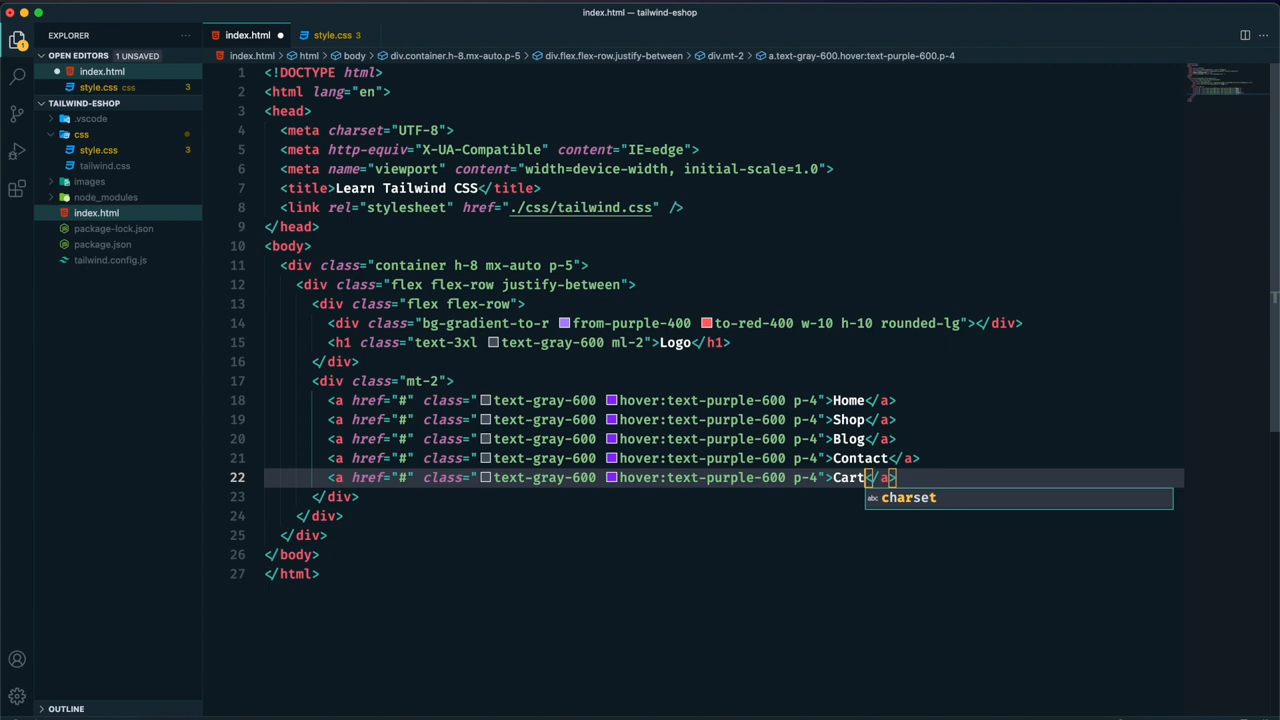 index.html — tailwind-eshop
EXPLORER
index.html
style.css 3
OPEN EDITORS 1 UNSAVED
index.html > html > body > div.container.h-8.mx-auto.p-5 > div.flex.flex-row.justify-between > div.mt-2 > a.text-gray-600.hover:text-purple-600.p-4
index.html
style.css css 3
TAILWIND-ESHOP
.vscode
css
style.css 3
tailwind.css
images
node_modules
index.html
package-lock.json
package.json
tailwind.config.js
OUTLINE
1
1 <!DOCTYPE html>
2 <html lang="en">
3 <head>
4 <meta charset="UTF-8">
5 <meta http-equiv="X-UA-Compatible" content="IE=edge">
6 <meta name="viewport" content="width=device-width, initial-scale=1.0">
7 <title>Learn Tailwind CSS</title>
8 <link rel="stylesheet" href="./css/tailwind.css" />
9 </head>
10 <body>
11 <div class="container h-8 mx-auto p-5">
12 <div class="flex flex-row justify-between">
13 <div class="flex flex-row">
14 <div class="bg-gradient-to-r from-purple-400 to-red-400 w-10 h-10 rounded-lg"></div>
15 <h1 class="text-3xl text-gray-600 ml-2">Logo</h1>
16 </div>
17 <div class="mt-2">
18 <a href="#" class="text-gray-600 hover:text-purple-600 p-4">Home</a>
19 <a href="#" class="text-gray-600 hover:text-purple-600 p-4">Shop</a>
20 <a href="#" class="text-gray-600 hover:text-purple-600 p-4">Blog</a>
21 <a href="#" class="text-gray-600 hover:text-purple-600 p-4">Contact</a>
22 <a href="#" class="text-gray-600 hover:text-purple-600 p-4">Cart</a>
abc charset
23 </div>
24 </div>
25 </div>
26 </body>
27 </html>